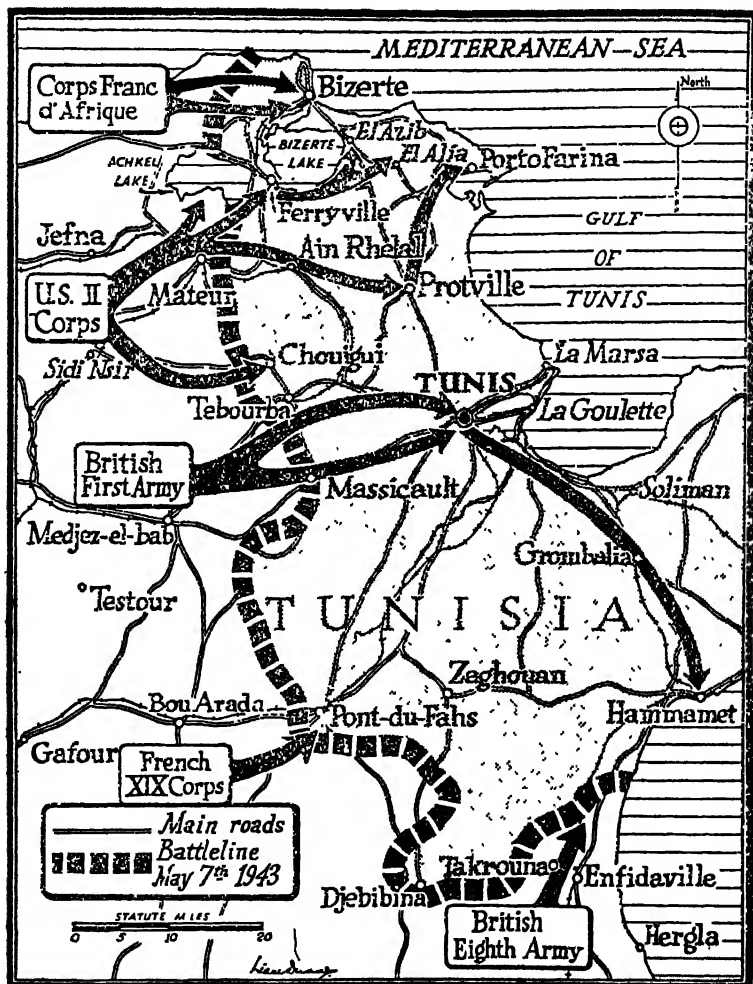 MEDITERRANEAN SEA
Corps Franc
d'Afrique
Bizerte
North
El Azib
BIZERTE
LAKE
El Alia
Porto Farina
ACHKEL
LAKE
Ferryville
GULF
OF
TUNIS
Jefna
Ain Rhelal
U.S. II
Corps
Mateur
Protville
Sidi Nsir
Chouigui
La Marsa
TUNIS
Tebourba
La Goulette
British
First Army
Massicault
Soliman
Medjez-el-bab
Grombalia
Testour
TUNISIA
Zaghouan
Bou Arada
Pont-du-Fahs
Hammamet
Gafour
French
XIX Corps
Main roads
Battleline
May 7th 1943
Takrouna
Enfidaville
Djebibina
STATUTE MILES
0 5 10 20
British
Eighth Army
Hergla